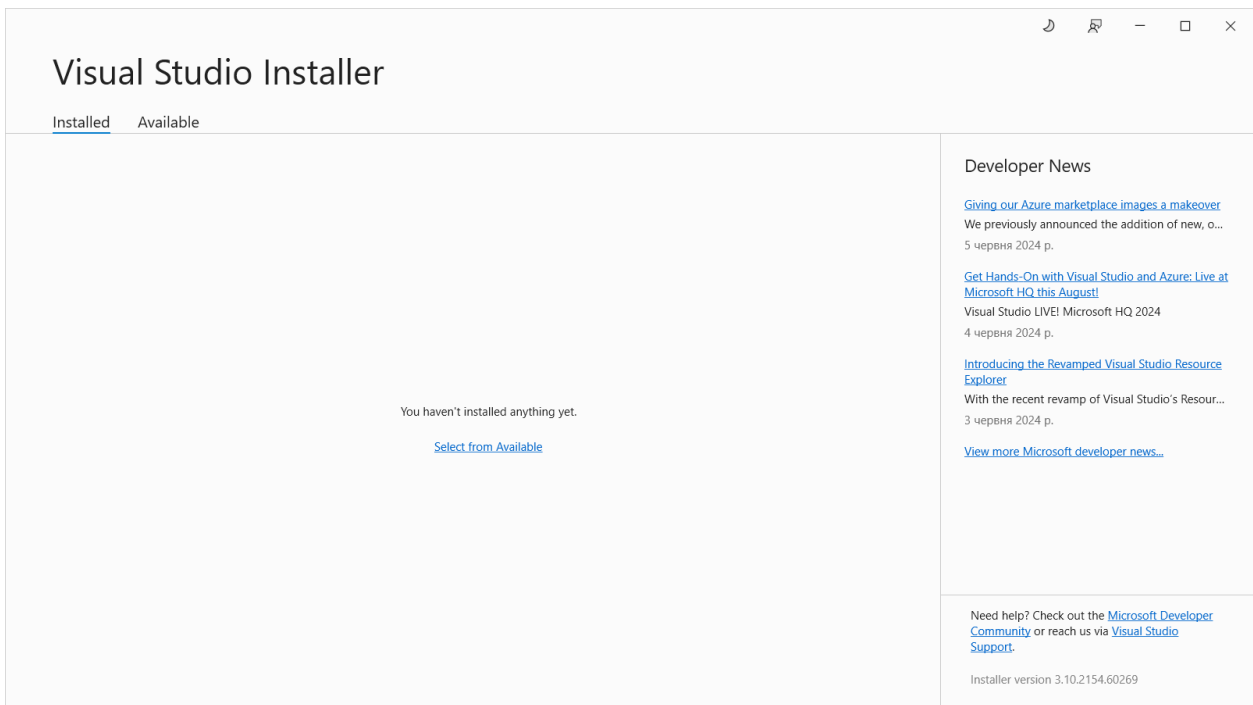 Visual Studio Installer
Installed
Available
You haven't installed anything yet.
Select from Available
Developer News
Giving our Azure marketplace images a makeover
We previously announced the addition of new, o...
5 червня 2024 р.
Get Hands-On with Visual Studio and Azure: Live at
Microsoft HQ this August!
Visual Studio LIVE! Microsoft HQ 2024
4 червня 2024 р.
Introducing the Revamped Visual Studio Resource
Explorer
With the recent revamp of Visual Studio's Resour...
3 червня 2024 р.
View more Microsoft developer news...
Need help? Check out the Microsoft Developer
Community or reach us via Visual Studio
Support.
Installer version 3.10.2154.60269